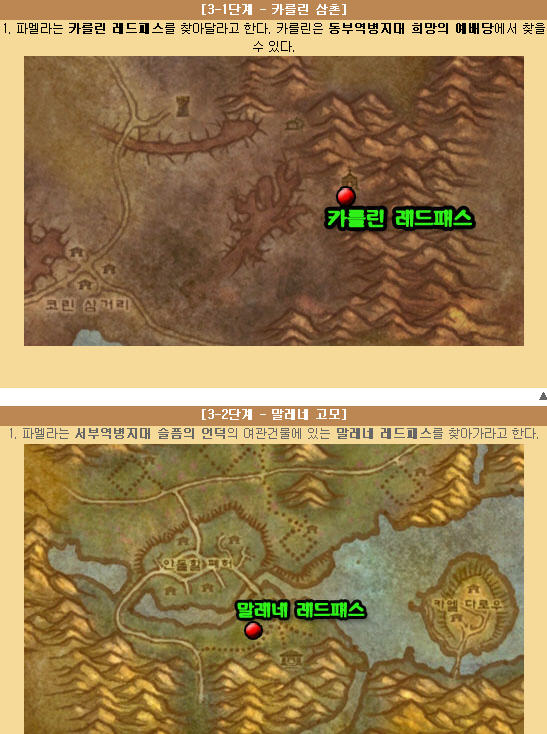 [3-1단계 - 카를린 삼촌]
1. 파멜라는 카를린 레드패스를 찾아달라고 한다. 카를린은 동부역병지대 희망의 예배당에서 찾을
수 있다.
카를린 레드패스
코린 삼거리
[3-2단계 - 말레네 고모]
1. 파멜라는 서부역병지대 슬픔의 언덕의 여관건물에 있는 말레네 레드패스를 찾아가라고 한다.
안돌할 폐허
말레네 레드패스
카엘 다로우